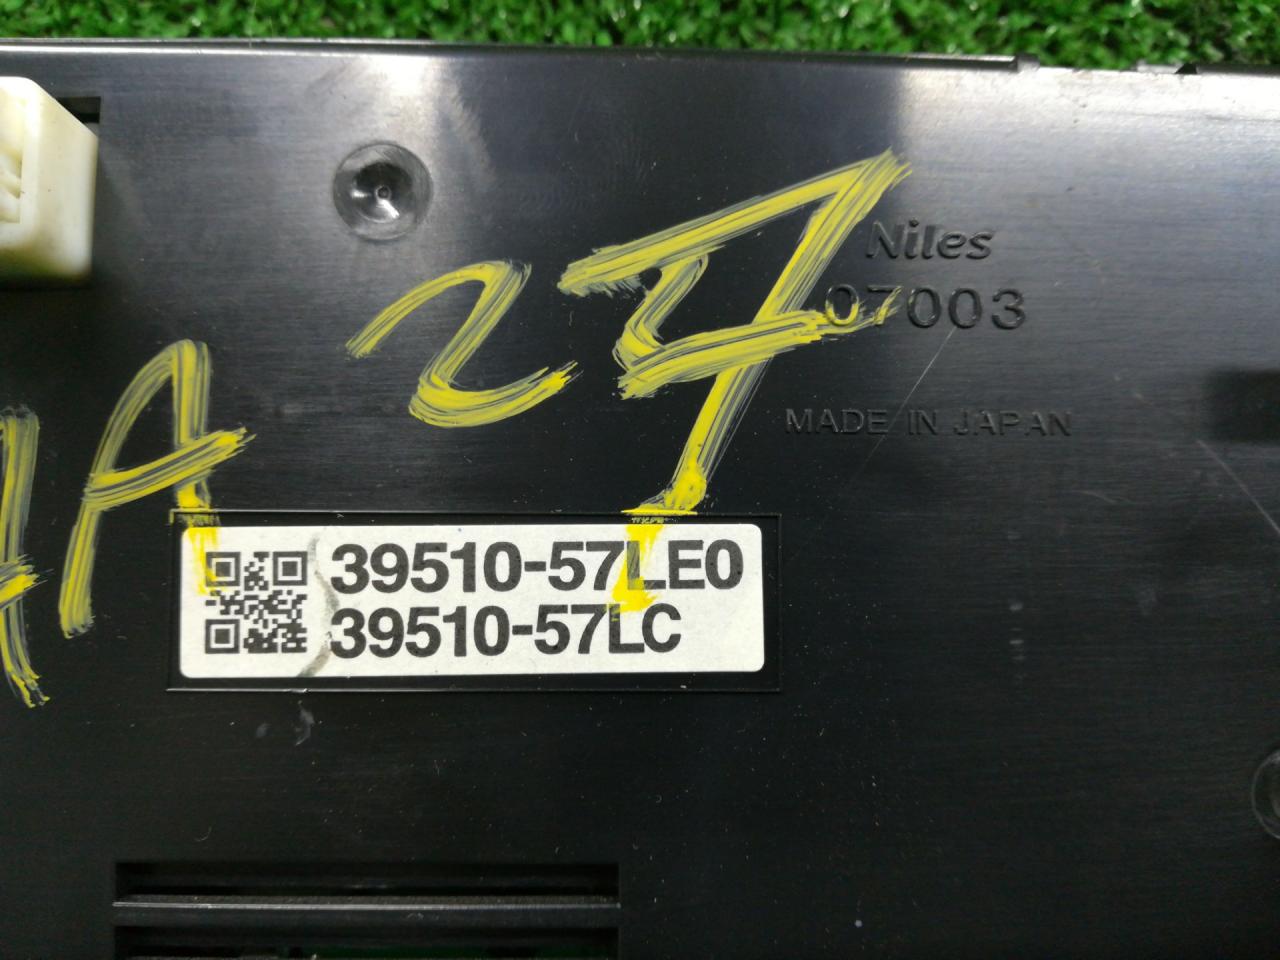 Niles
07003
MADE IN JAPAN
27
39510-57LE0
39510-57LC